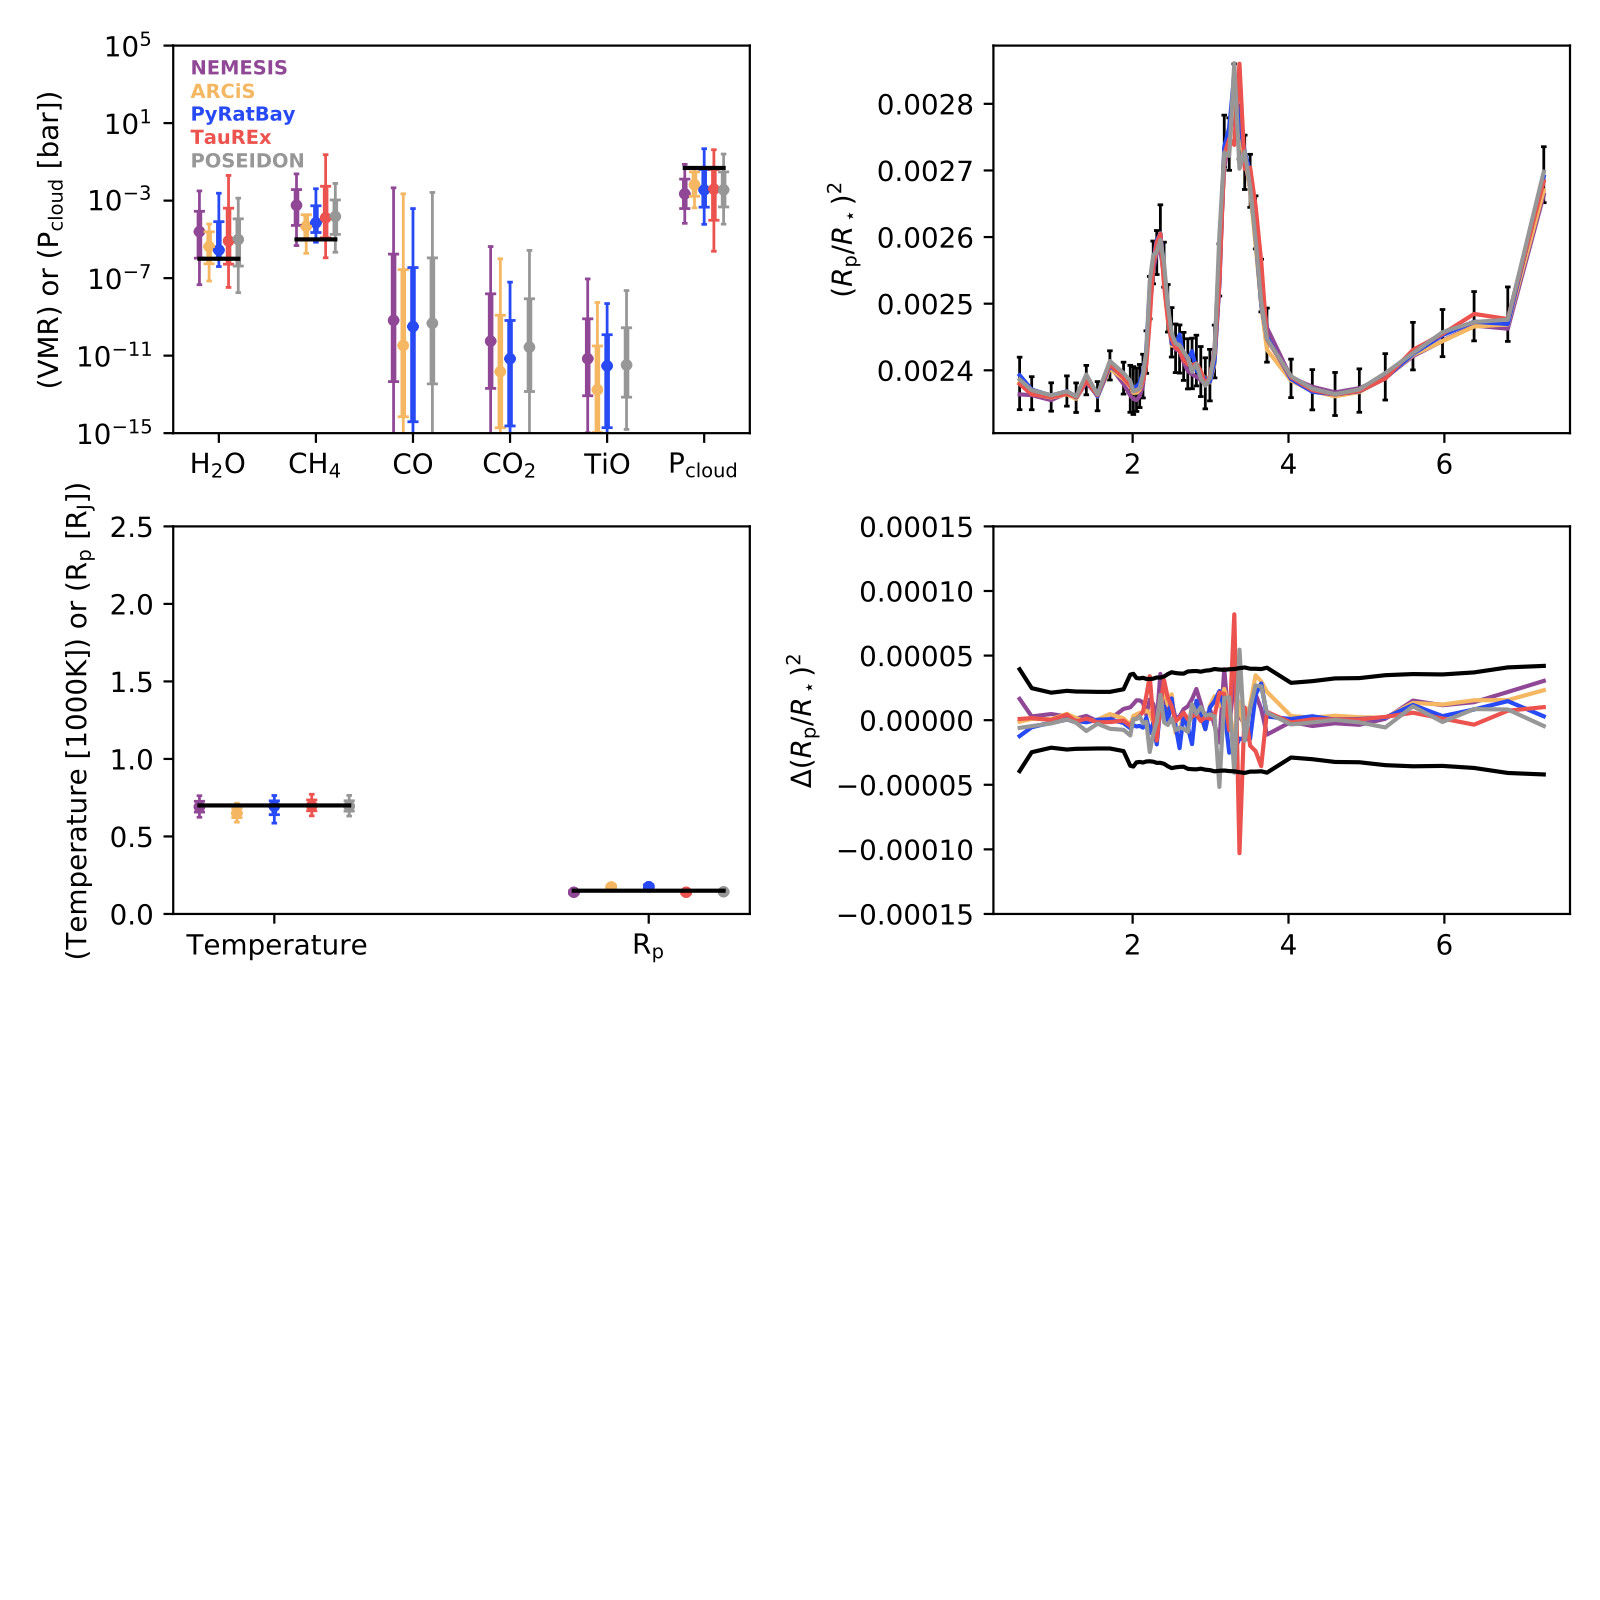 (VMR) or (P_cloud [bar])
10^5
10^1
10^−3
10^−7
10^−11
10^−15
NEMESIS
ARCiS
PyRatBay
TauREx
POSEIDON
H₂O CH₄ CO CO₂ TiO P_cloud
(R_p/R_⋆)^2
0.0028
0.0027
0.0026
0.0025
0.0024
2 4 6
(Temperature [1000K]) or (R_p [R_J])
2.5
2.0
1.5
1.0
0.5
0.0
Temperature R_p
Δ(R_p/R_⋆)^2
0.00015
0.00010
0.00005
0.00000
−0.00005
−0.00010
−0.00015
2 4 6